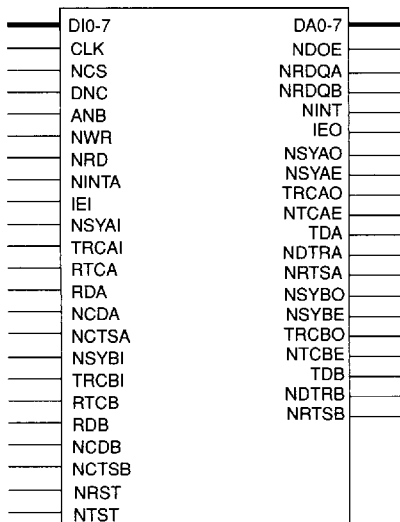 DI0-7
CLK
NCS
DNC
ANB
NWR
NRD
NINTA
IEI
NSYAI
TRCAI
RTCA
RDA
NCDA
NCTSA
NSYBI
TRCBI
RTCB
RDB
NCDB
NCTSB
NRST
NTST
DA0-7
NDOE
NRDQA
NRDQB
NINT
IEO
NSYAO
NSYAE
TRCAO
NTCAE
TDA
NDTRA
NRTSA
NSYBO
NSYBE
TRCBO
NTCBE
TDB
NDTRB
NRTSB